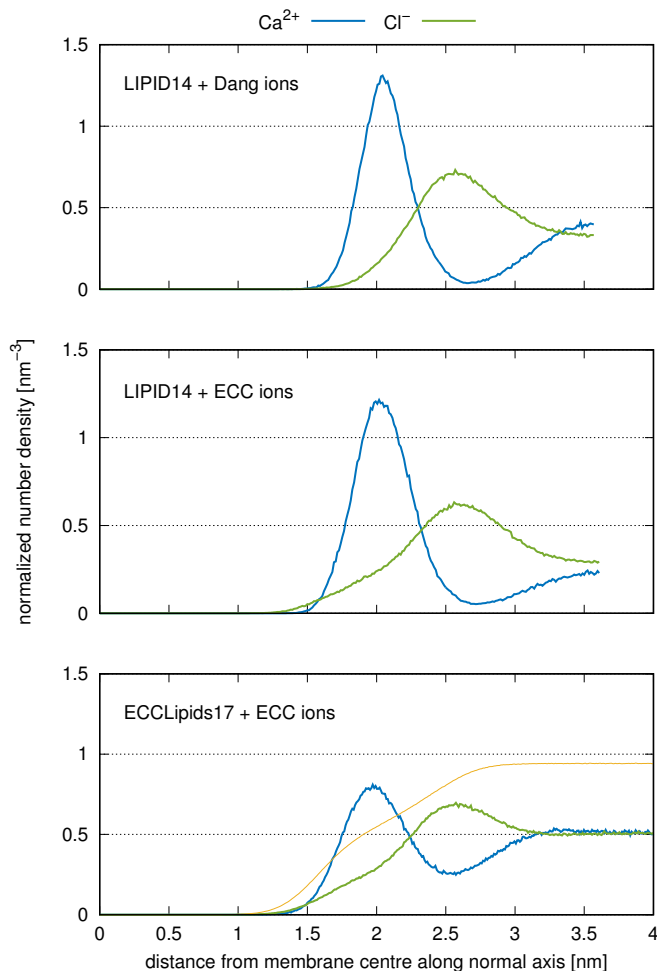 Ca²⁺ Cl⁻
1.5
LIPID14 + Dang ions
1
0.5
0
1.5
LIPID14 + ECC ions
1
0.5
0
normalized number density [nm⁻³]
1.5
ECCLipids17 + ECC ions
1
0.5
0
0 0.5 1 1.5 2 2.5 3 3.5 4
distance from membrane centre along normal axis [nm]